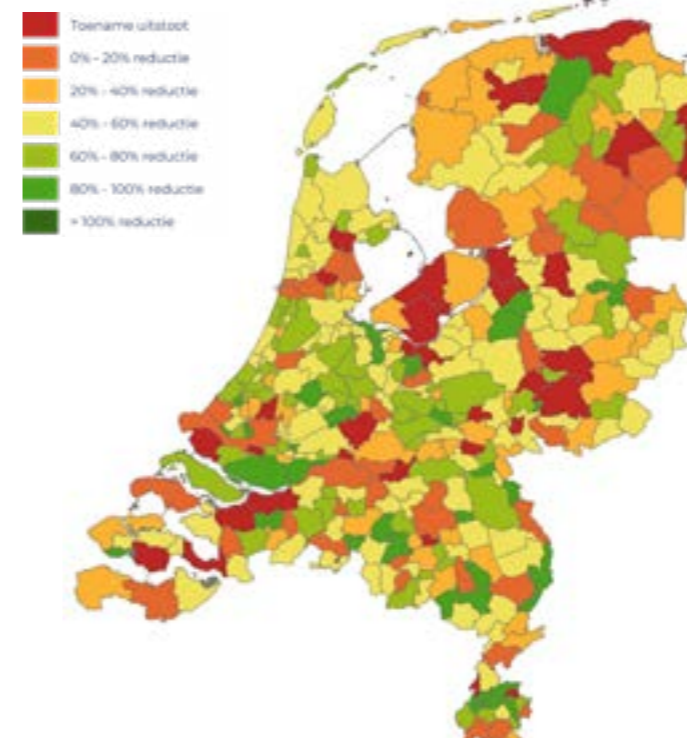 Toename uitstoot
0% - 20% reductie
20% - 40% reductie
40% - 60% reductie
60% - 80% reductie
80% - 100% reductie
> 100% reductie